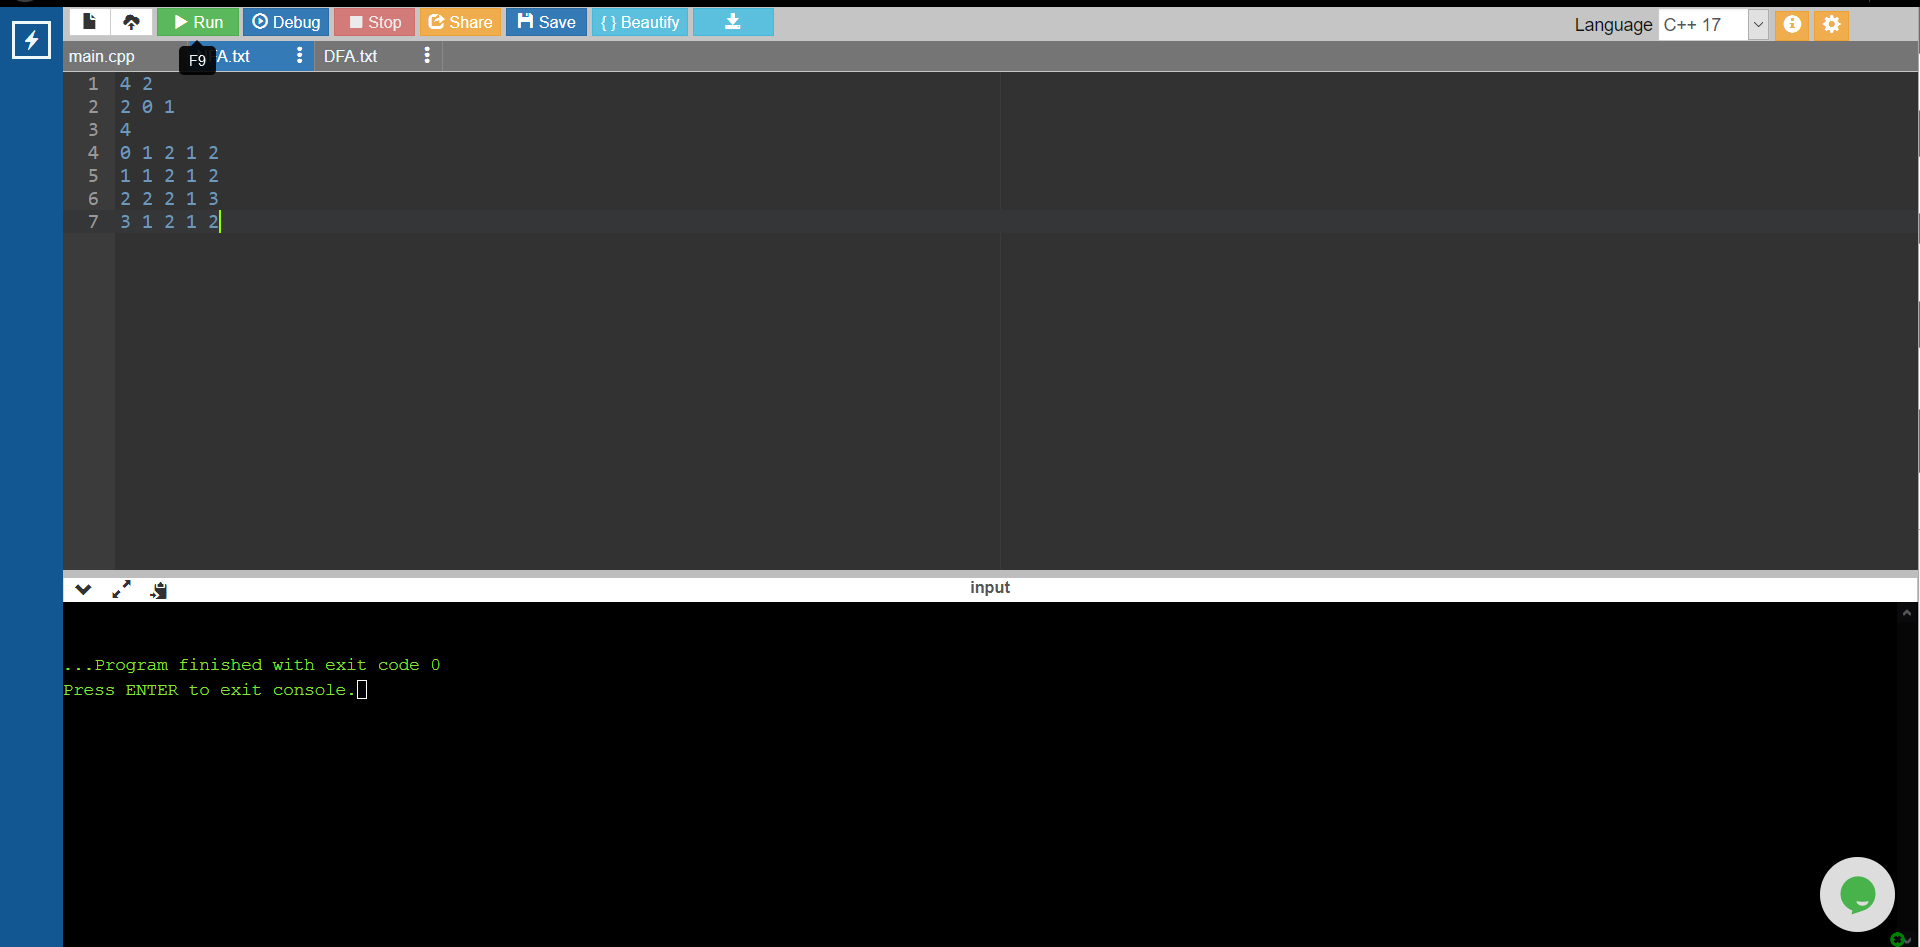 Run Debug Stop Share Save { } Beautify Language C++ 17
main.cpp FA.txt DFA.txt
F9
1 4 2
2 2 0 1
3 4
4 0 1 2 1 2
5 1 1 2 1 2
6 2 2 2 1 3
7 3 1 2 1 2
input
...Program finished with exit code 0
Press ENTER to exit console.